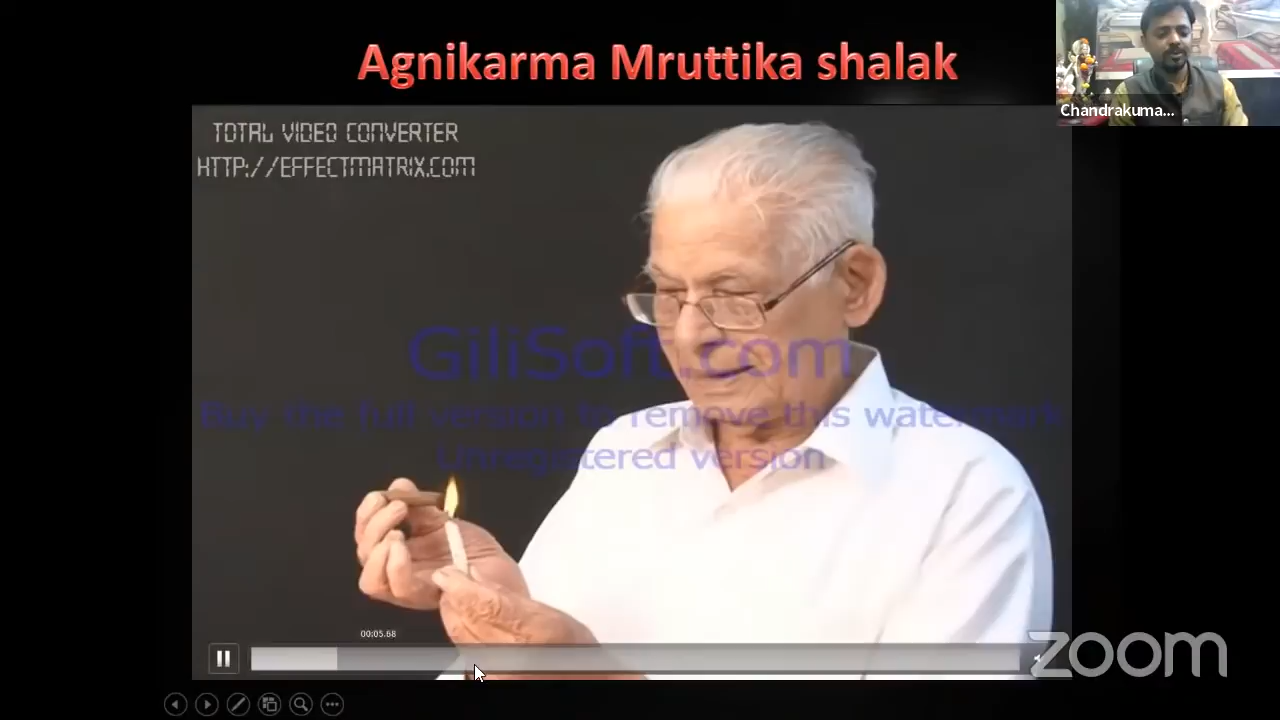 Agnikarma Mruttika shalak
Chandrakuma...
TOTAL VIDEO CONVERTER
HTTP://EFFECTMATRIX.COM
GiliSoft.com
Buy the full version to remove this watermark
Unregistered version
00:05.68
zoom